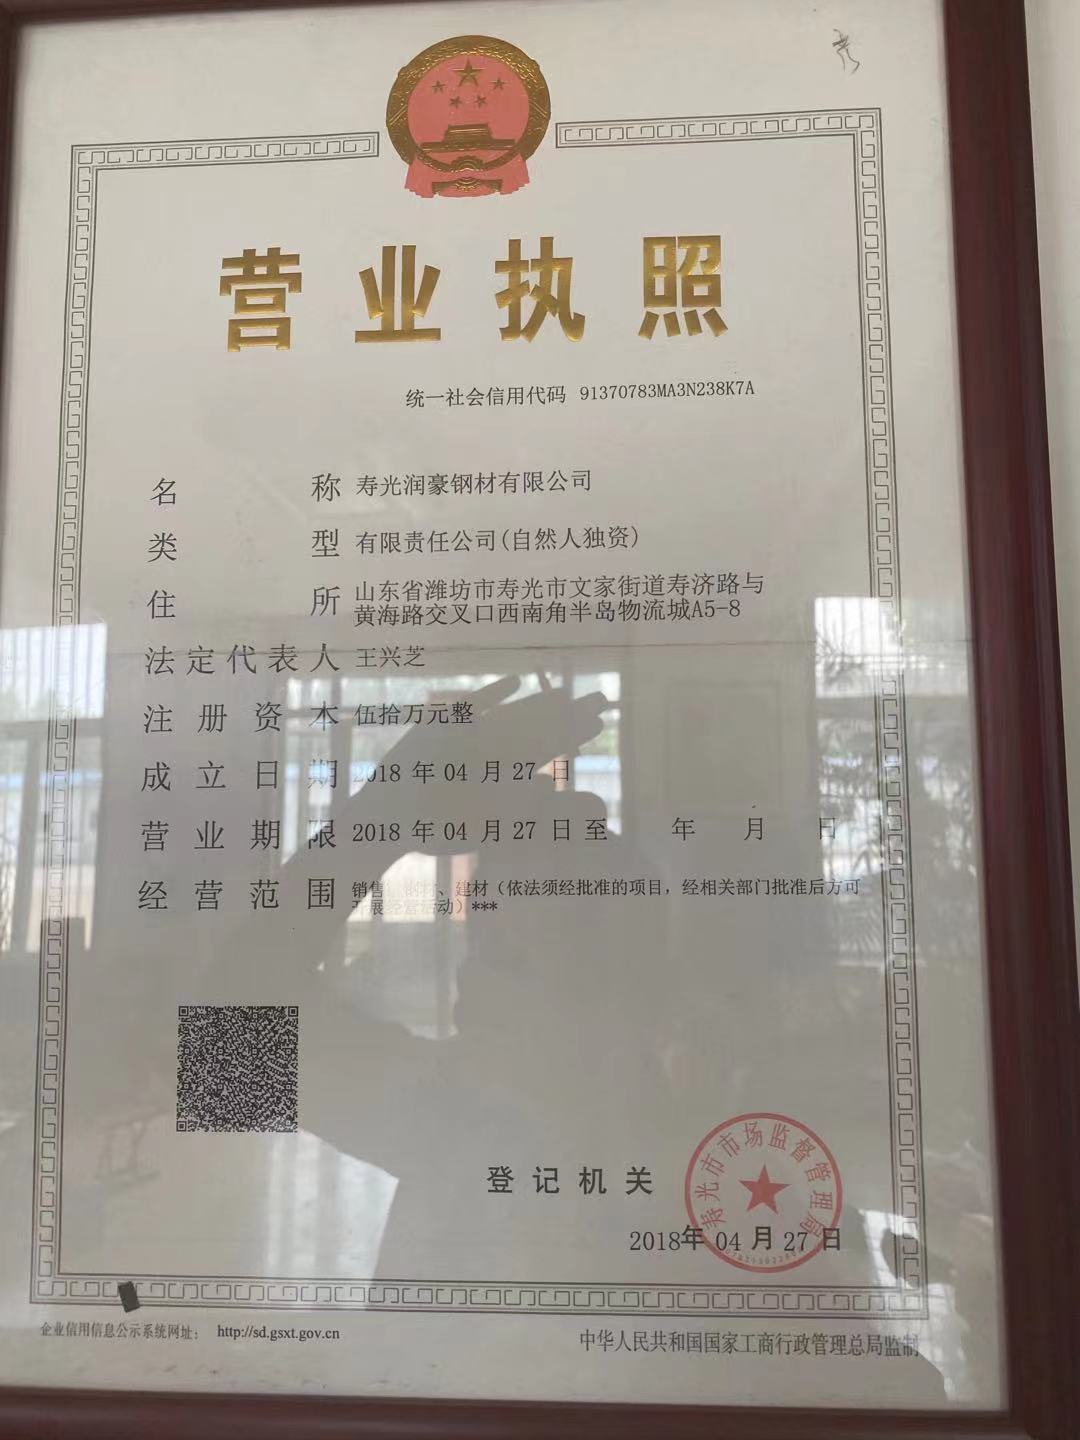 营业执照
统一社会信用代码 91370783MA3N238K7A
名称 寿光润豪钢材有限公司
类型 有限责任公司(自然人独资)
住所 山东省潍坊市寿光市文家街道寿济路与
黄海路交叉口西南角半岛物流城A5-8
法定代表人 王兴芝
注册资本 伍拾万元整
成立日期 2018年04月27日
营业期限 2018年04月27日至 年 月 日
经营范围 销售：钢材、建材（依法须经批准的项目，经相关部门批准后方可
开展经营活动）***
登记机关
寿光市市场监督管理局
2018年04月27日
企业信用信息公示系统网址： http://sd.gsxt.gov.cn
中华人民共和国国家工商行政管理总局监制